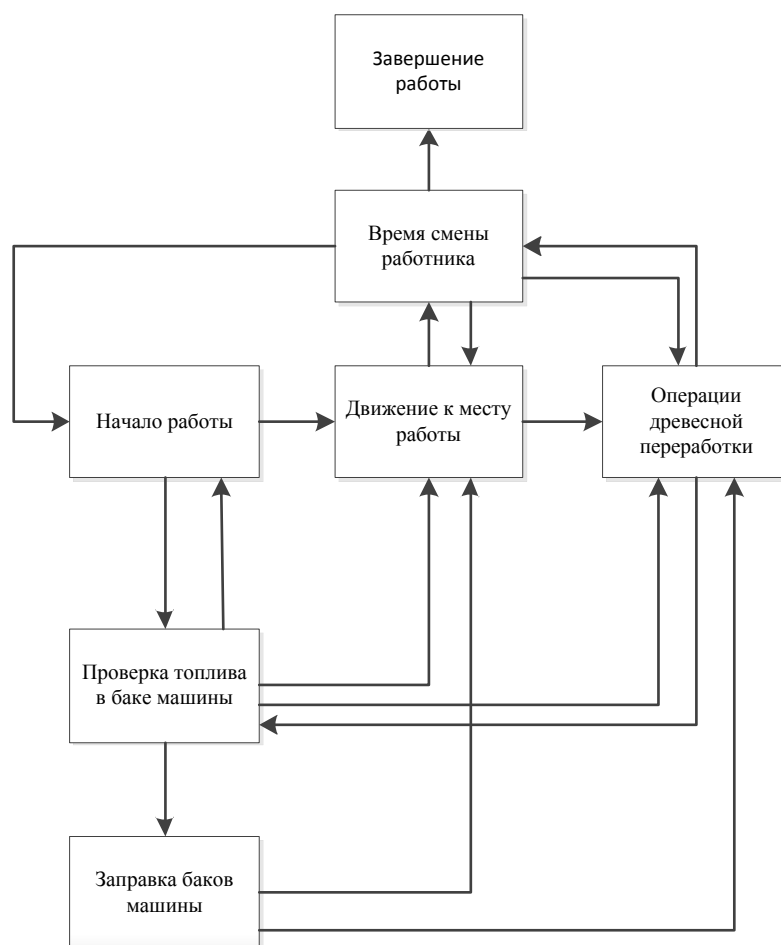 Завершение
работы
Время смены
работника
Начало работы
Движение к месту
работы
Операции
древесной
переработки
Проверка топлива
в баке машины
Заправка баков
машины